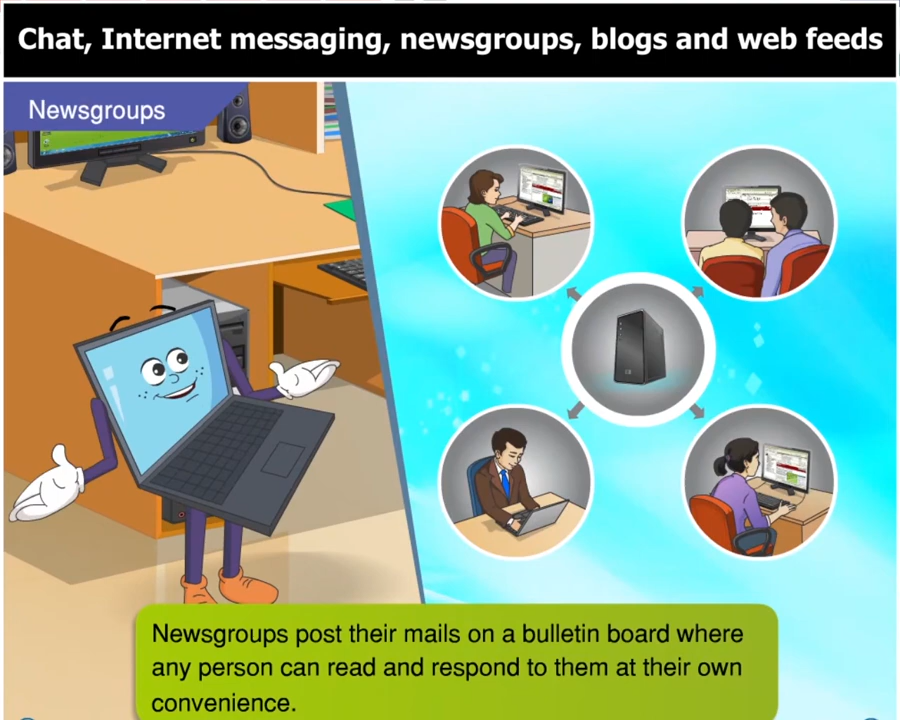 Chat, Internet messaging, newsgroups, blogs and web feeds
Newsgroups
Newsgroups post their mails on a bulletin board where
any person can read and respond to them at their own
convenience.